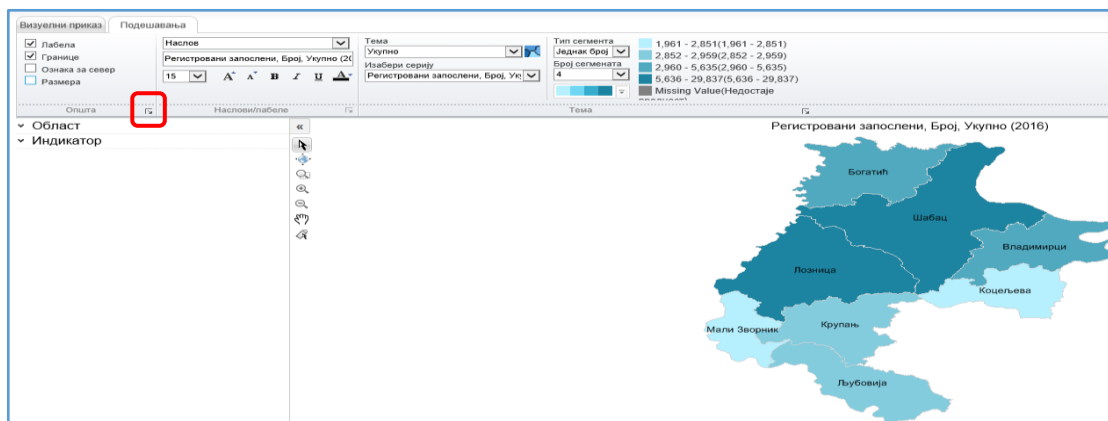 Визуелни приказ
Подешавања
Лабела
Границе
Ознака за север
Размера
Општа
Наслов
Регистровани запослени, Број, Укупно (20
15
A A B I U A
Наслови/лабеле
Тема
Укупно
Изабери серију
Регистровани запослени, Број, Ук
Тип сегмента
Једнак број
Број сегмената
4
1,961 - 2,851(1,961 - 2,851)
2,852 - 2,959(2,852 - 2,959)
2,960 - 5,635(2,960 - 5,635)
5,636 - 29,837(5,636 - 29,837)
Missing Value(Недостаје
Тема
Област
Индикатор
«
Регистровани запослени, Број, Укупно (2016)
Богатић
Шабац
Владимирци
Лозница
Коцељева
Мали Зворник
Крупањ
Љубовија